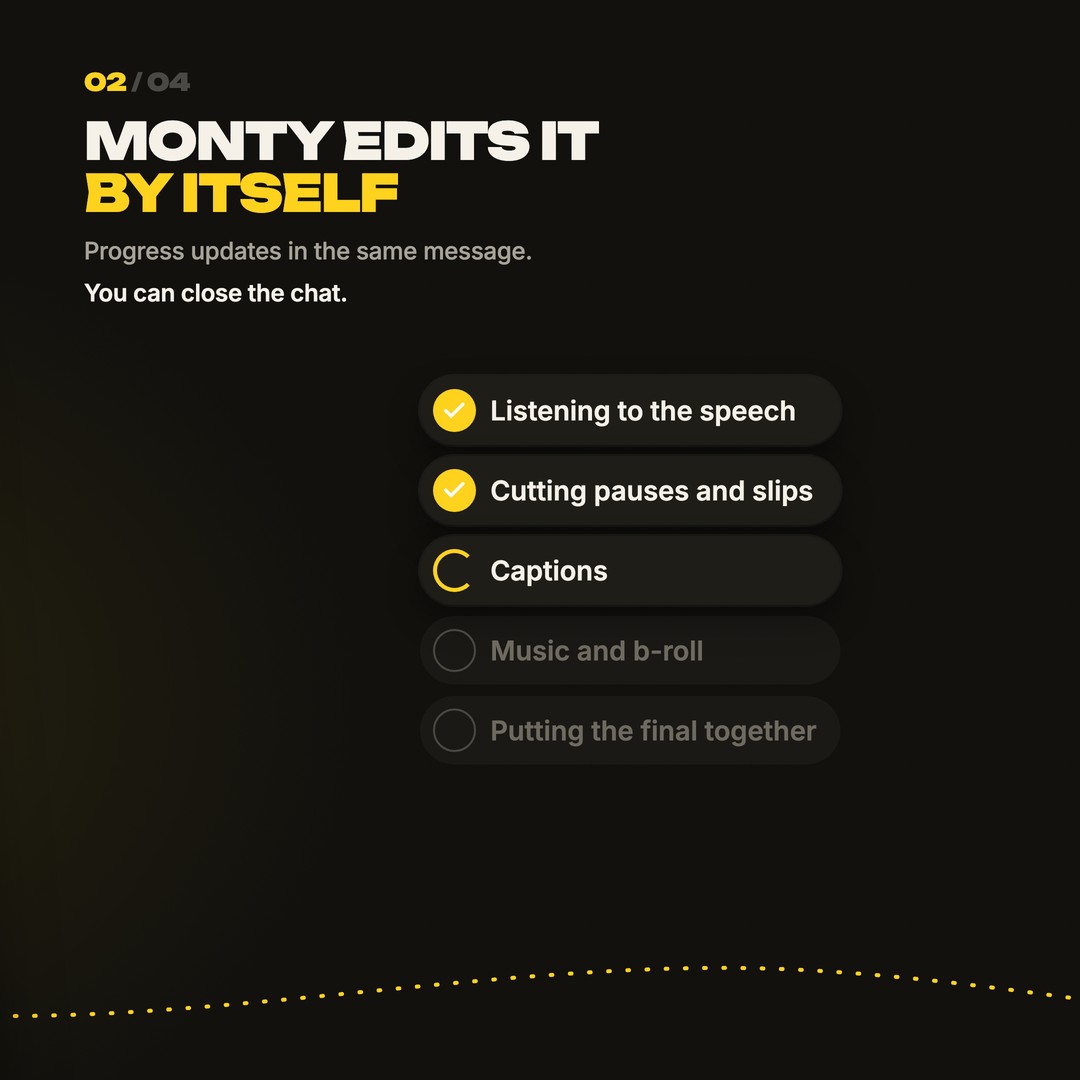 02 / 04
MONTY EDITS IT
BY ITSELF
Progress updates in the same message.
You can close the chat.
Listening to the speech
Cutting pauses and slips
Captions
Music and b-roll
Putting the final together